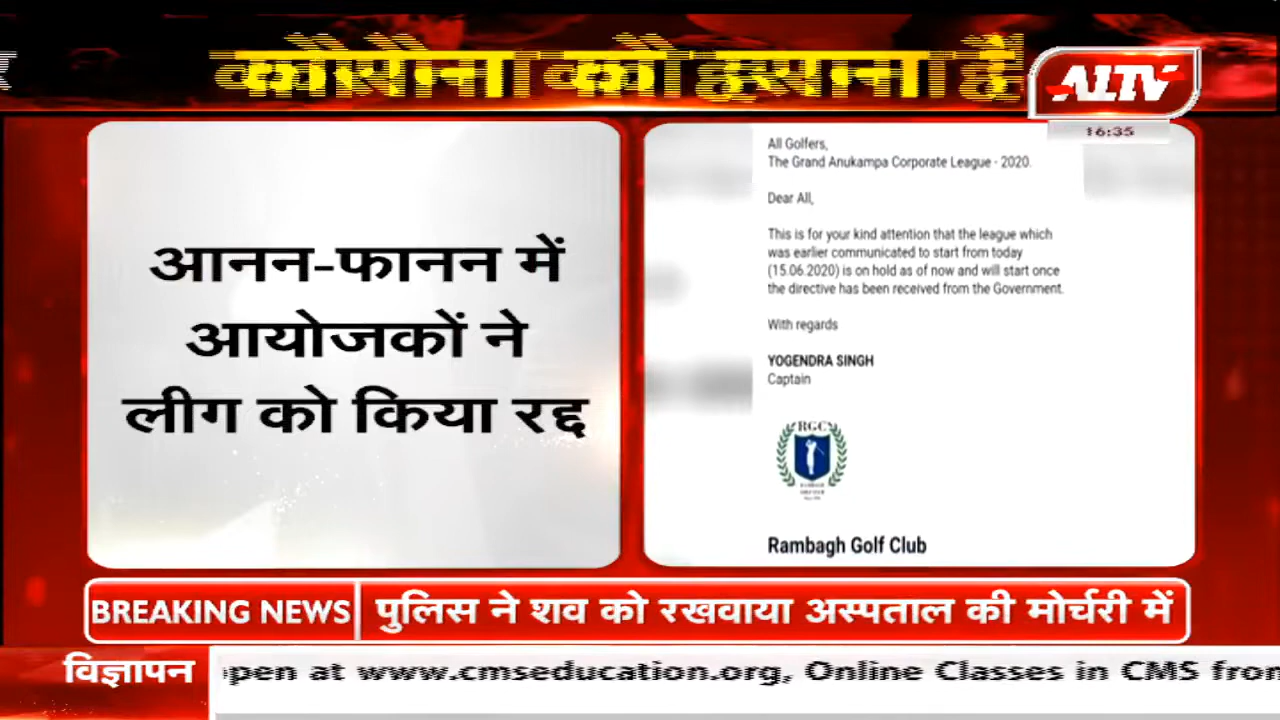 कोरोना को हराना है
ALTV
16:35
आनन-फानन में
आयोजकों ने
लीग को किया रद्द
All Golfers,
The Grand Anukampa Corporate League - 2020.
Dear All,
This is for your kind attention that the league which
was earlier communicated to start from today
(15.06.2020) is on hold as of now and will start once
the directive has been received from the Government.
With regards
YOGENDRA SINGH
Captain
RGC
Rambagh Golf Club
BREAKING NEWS
पुलिस ने शव को रखवाया अस्पताल की मोर्चरी में
विज्ञापन
pen at www.cmseducation.org, Online Classes in CMS fron